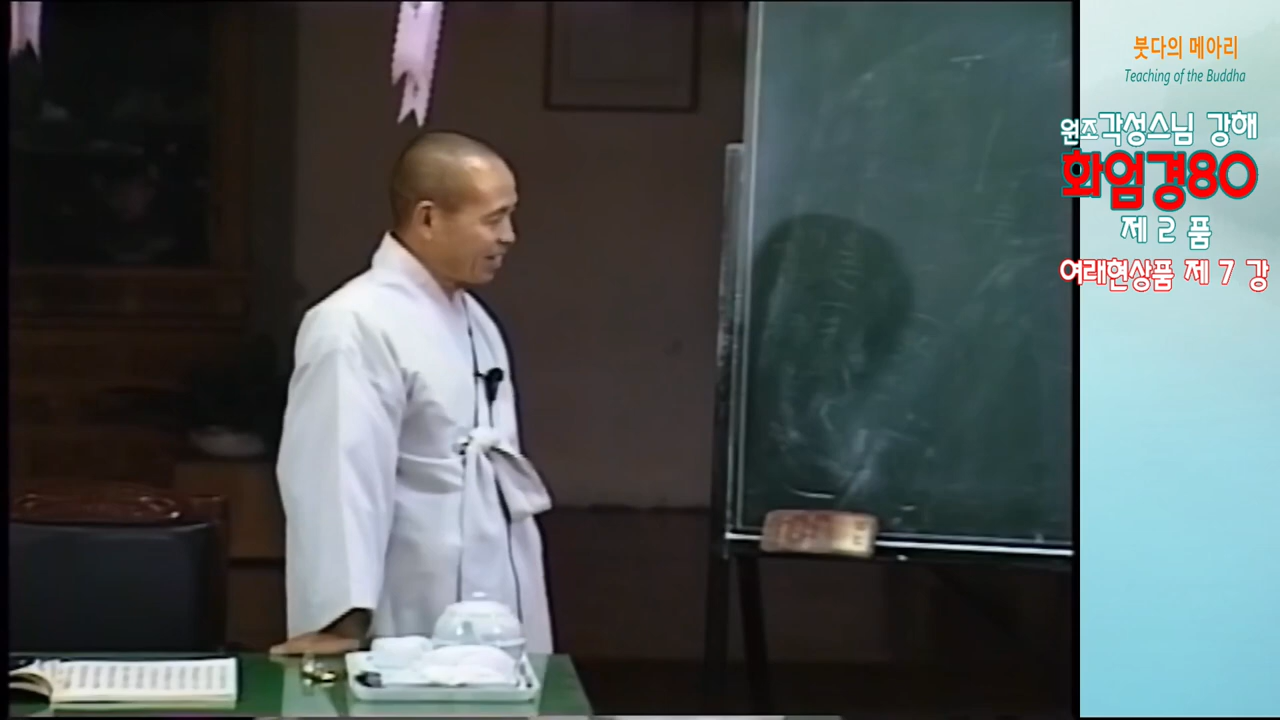 붓다의 메아리
Teaching of the Buddha
원조각성스님 강해
화엄경80
제 2 품
여래현상품 제 7 강